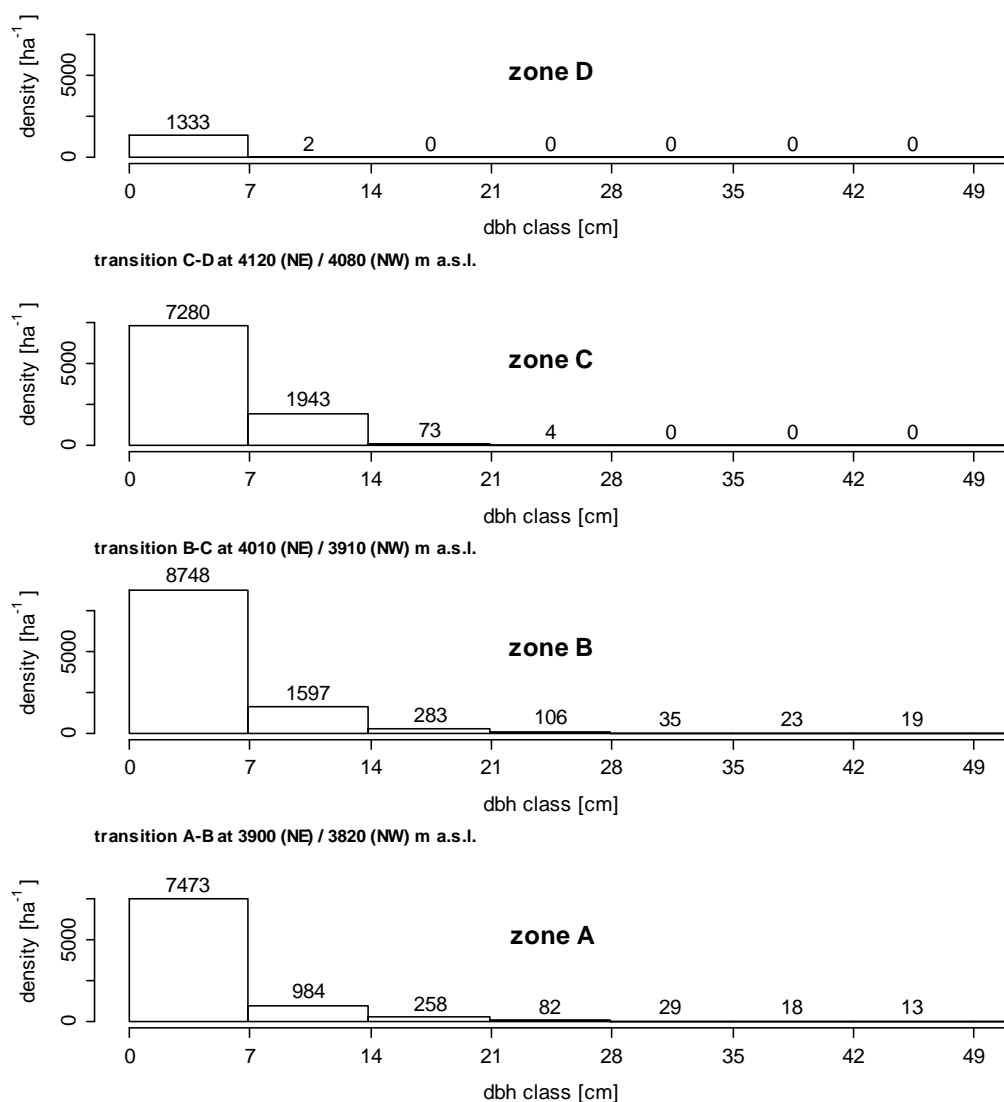 density [ha⁻¹]
5000
0
zone D
1333 2 0 0 0 0 0
0 7 14 21 28 35 42 49
dbh class [cm]
transition C-D at 4120 (NE) / 4080 (NW) m a.s.l.
density [ha⁻¹]
5000
0
zone C
7280
1943
73 4 0 0 0
0 7 14 21 28 35 42 49
dbh class [cm]
transition B-C at 4010 (NE) / 3910 (NW) m a.s.l.
density [ha⁻¹]
5000
0
8748
zone B
1597
283 106 35 23 19
0 7 14 21 28 35 42 49
dbh class [cm]
transition A-B at 3900 (NE) / 3820 (NW) m a.s.l.
density [ha⁻¹]
5000
0
7473
zone A
984
258 82 29 18 13
0 7 14 21 28 35 42 49
dbh class [cm]